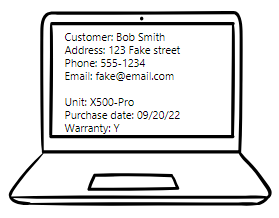 Customer: Bob Smith
Address: 123 Fake street
Phone: 555-1234
Email: fake@email.com
Unit: X500-Pro
Purchase date: 09/20/22
Warranty: Y